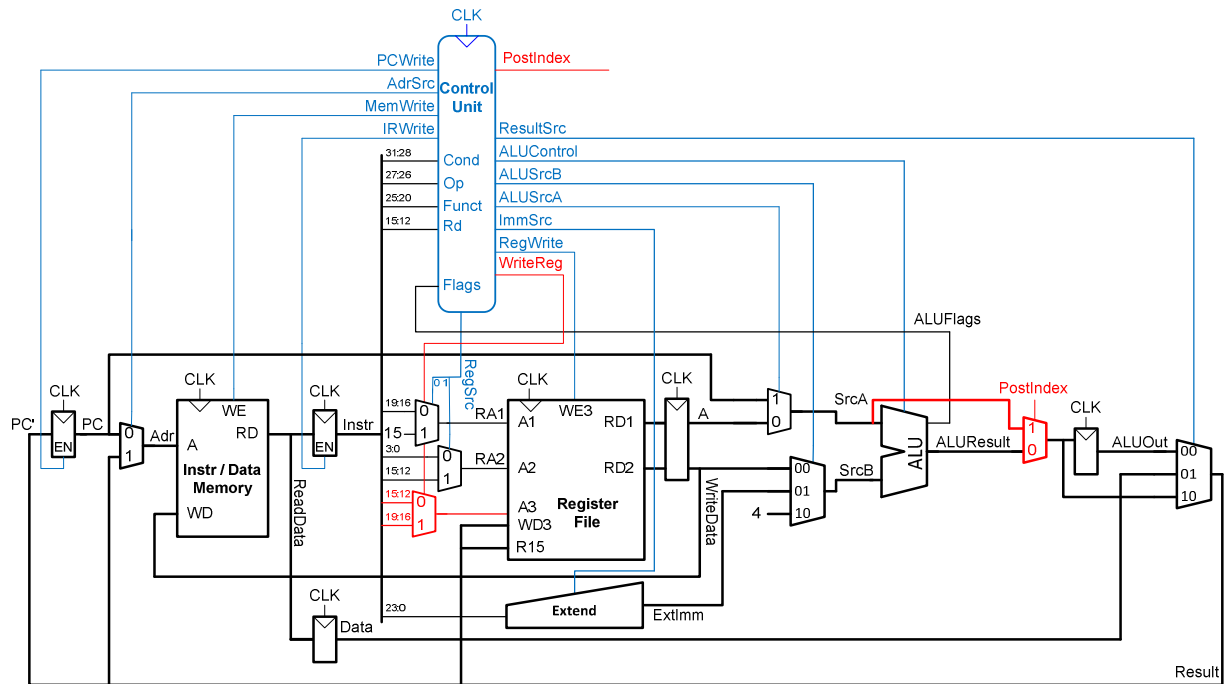 CLK
PCWrite
PostIndex
AdrSrc
Control
Unit
MemWrite
IRWrite
ResultSrc
31:28
Cond
ALUControl
27:26
Op
ALUSrcB
25:20
Funct
ALUSrcA
15:12
Rd
ImmSrc
RegWrite
WriteReg
Flags
ALUFlags
CLK
CLK
CLK
CLK
CLK
0 1
RegSrc
PostIndex
CLK
PC'
EN
PC
0
1
Adr
WE
A
RD
Instr / Data
Memory
WD
ReadData
EN
Instr
19:16
0
15
1
RA1
3:0
0
15:12
1
RA2
15:12
0
19:16
1
A1
WE3
RD1
A2
RD2
A3
WD3
Register
File
R15
A
WriteData
1
0
SrcA
00
01
4
10
SrcB
ALU
ALUResult
1
0
ALUOut
00
01
10
23:0
Extend
ExtImm
CLK
Data
Result